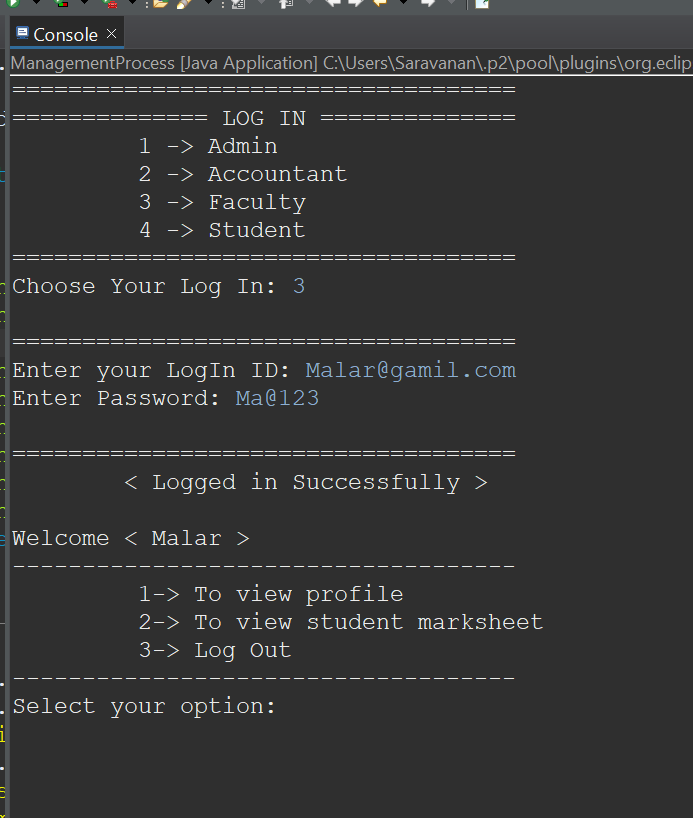 Console
ManagementProcess [Java Application] C:\Users\Saravanan\.p2\pool\plugins\org.eclip
====================================
============== LOG IN ==============
1 -> Admin
2 -> Accountant
3 -> Faculty
4 -> Student
====================================
Choose Your Log In: 3
====================================
Enter your LogIn ID: Malar@gamil.com
Enter Password: Ma@123
====================================
< Logged in Successfully >
Welcome < Malar >
------------------------------------
1-> To view profile
2-> To view student marksheet
3-> Log Out
------------------------------------
Select your option: